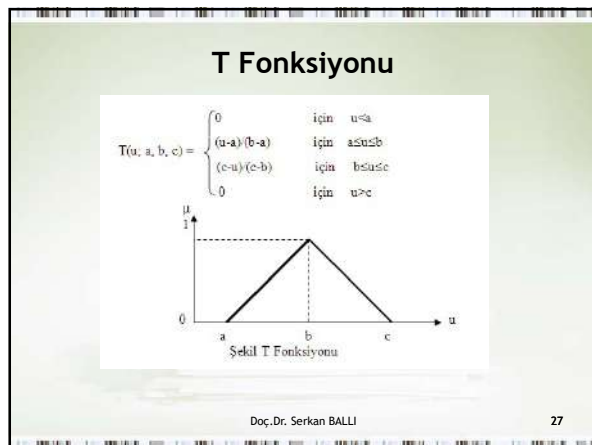 T Fonksiyonu
0 için u<a
(u-a)/(b-a) için a≤u≤b
T(u; a, b, c) =
(c-u)/(c-b) için b≤u≤c
0 için u>c
μ
1
0
u
a b c
Şekil T Fonksiyonu
Doç.Dr. Serkan BALLI 27